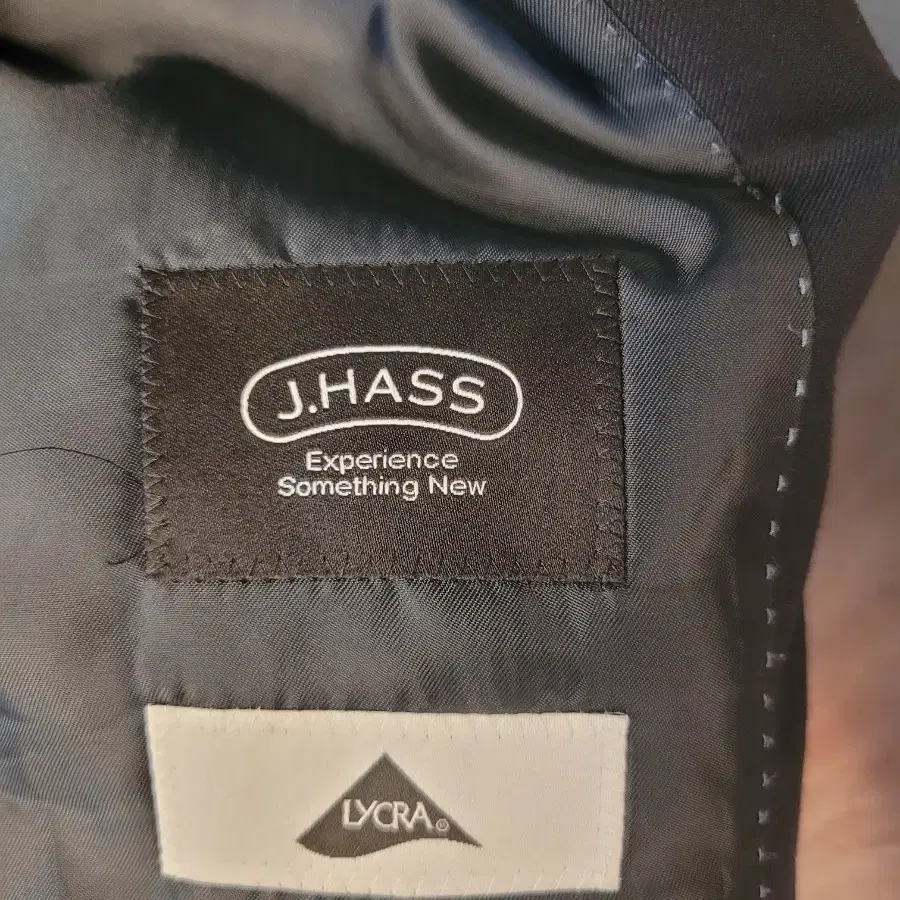 J.HASS
Experience
Something New
LYCRA®